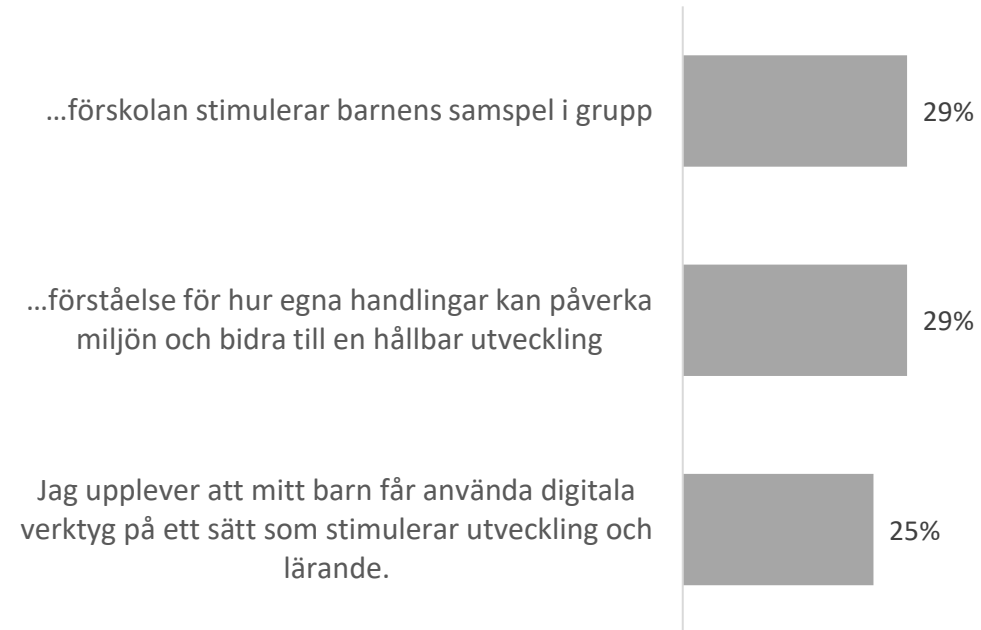 ...förskolan stimulerar barnens samspel i grupp
29%
...förståelse för hur egna handlingar kan påverka
miljön och bidra till en hållbar utveckling
29%
Jag upplever att mitt barn får använda digitala
verktyg på ett sätt som stimulerar utveckling och
lärande.
25%